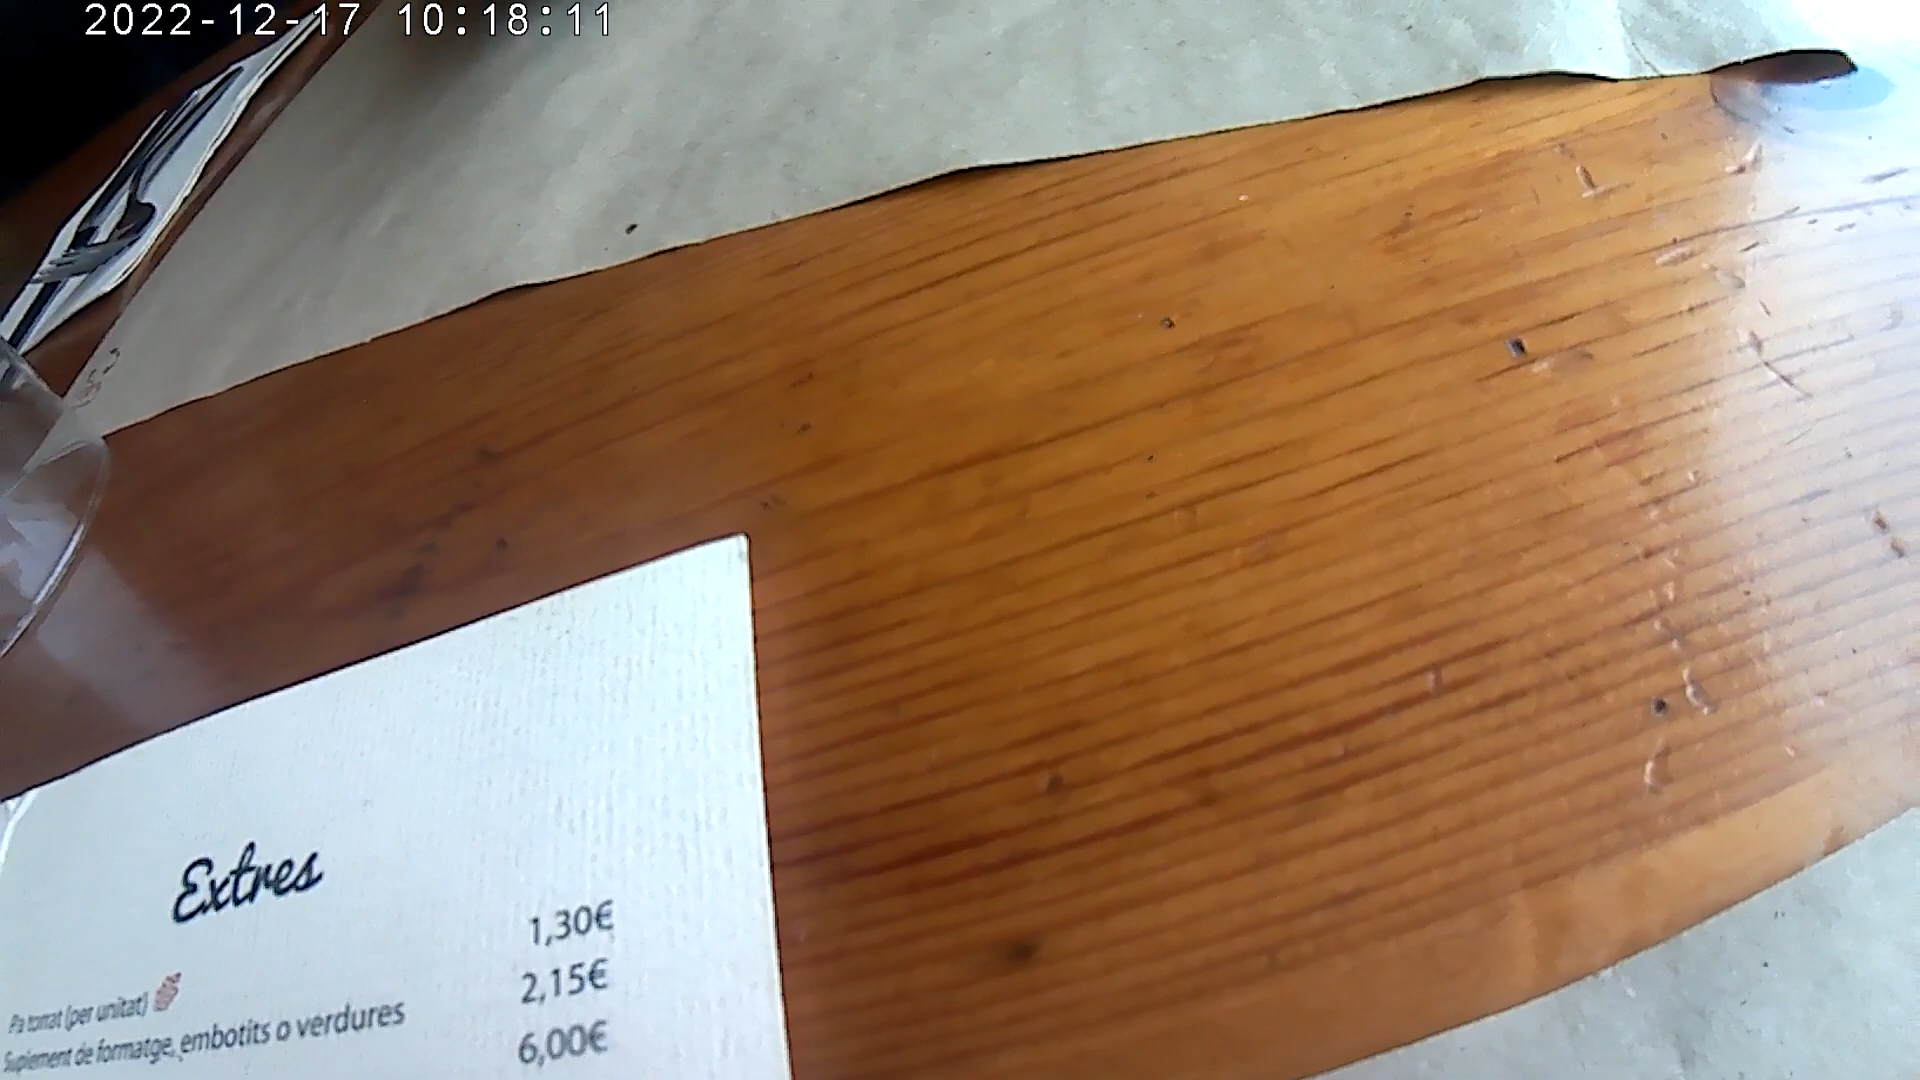 2022-12-17 10:18:11
Extres
Pa torrat (per unitat) 1,30€
Suplement de formatge, embotits o verdures 2,15€
6,00€